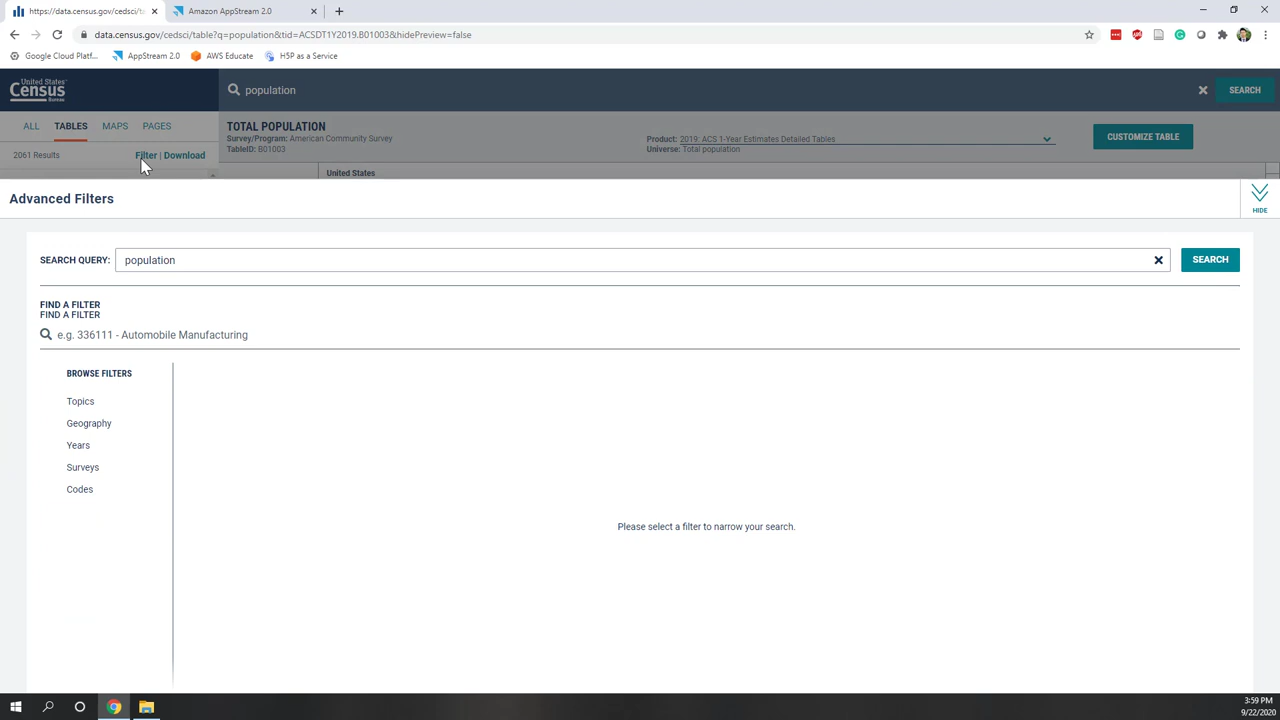 https://data.census.gov/cedsci/ta
Amazon AppStream 2.0
data.census.gov/cedsci/table?q=population&tid=ACSDT1Y2019.B01003&hidePreview=false
Google Cloud Platf...
AppStream 2.0
AWS Educate
H5P as a Service
United States
Census
Bureau
population
SEARCH
ALL
TABLES
MAPS
PAGES
TOTAL POPULATION
Survey/Program: American Community Survey
TableID: B01003
Product: 2019: ACS 1-Year Estimates Detailed Tables
Universe: Total population
CUSTOMIZE TABLE
2061 Results
Filter | Download
United States
Advanced Filters
HIDE
SEARCH QUERY:
population
SEARCH
FIND A FILTER
FIND A FILTER
e.g. 336111 - Automobile Manufacturing
BROWSE FILTERS
Topics
Geography
Years
Surveys
Codes
Please select a filter to narrow your search.
3:59 PM
9/22/2020